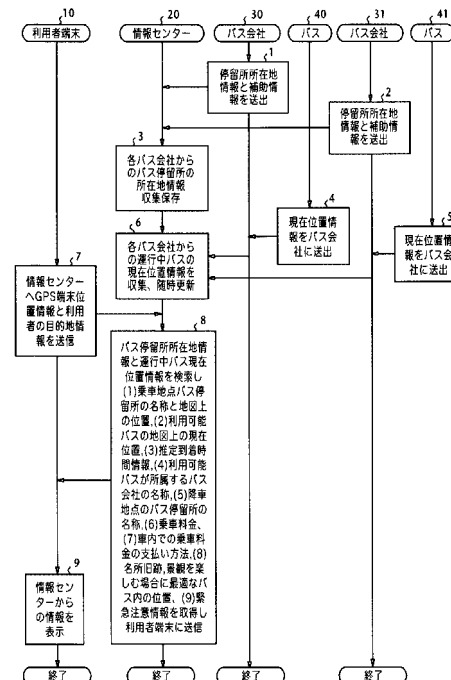 10
20
30
40
31
41
利用者端末
情報センター
バス会社
バス
バス会社
バス
1
停留所所在地
情報と補助情
報を送出
2
停留所所在地
情報と補助情
報を送出
3
各バス会社から
のバス停留所の
所在地情報
収集保存
4
現在位置情
報をバス会
社に送出
5
現在位置情
報をバス会
社に送出
6
各バス会社か
らの運行中バスの
現在位置情報を
収集、随時更新
7
情報センター
へGPS端末位
置情報と利用
者の目的地情
報を送信
8
バス停留所所在地情
報と運行中バス現在
位置情報を検索し
(1)乗車地点バス停
留所の名称と地図上
の位置,(2)利用可能
バスの地図上の現在
位置,(3)推定到着時
間情報,(4)利用可能
バスが所属するバス
会社の名称,(5)降車
地点のバス停留所の
名称,(6)乗車料金、
(7)車内での乗車料
金の支払い方法,(8)
名所旧跡,景観を楽
しむ場合に最適なバ
ス内の位置、(9)緊
急注意情報を取得し
利用者端末に送信
9
情報セン
ターから
の情報を
表示
終了
終了
終了
終了